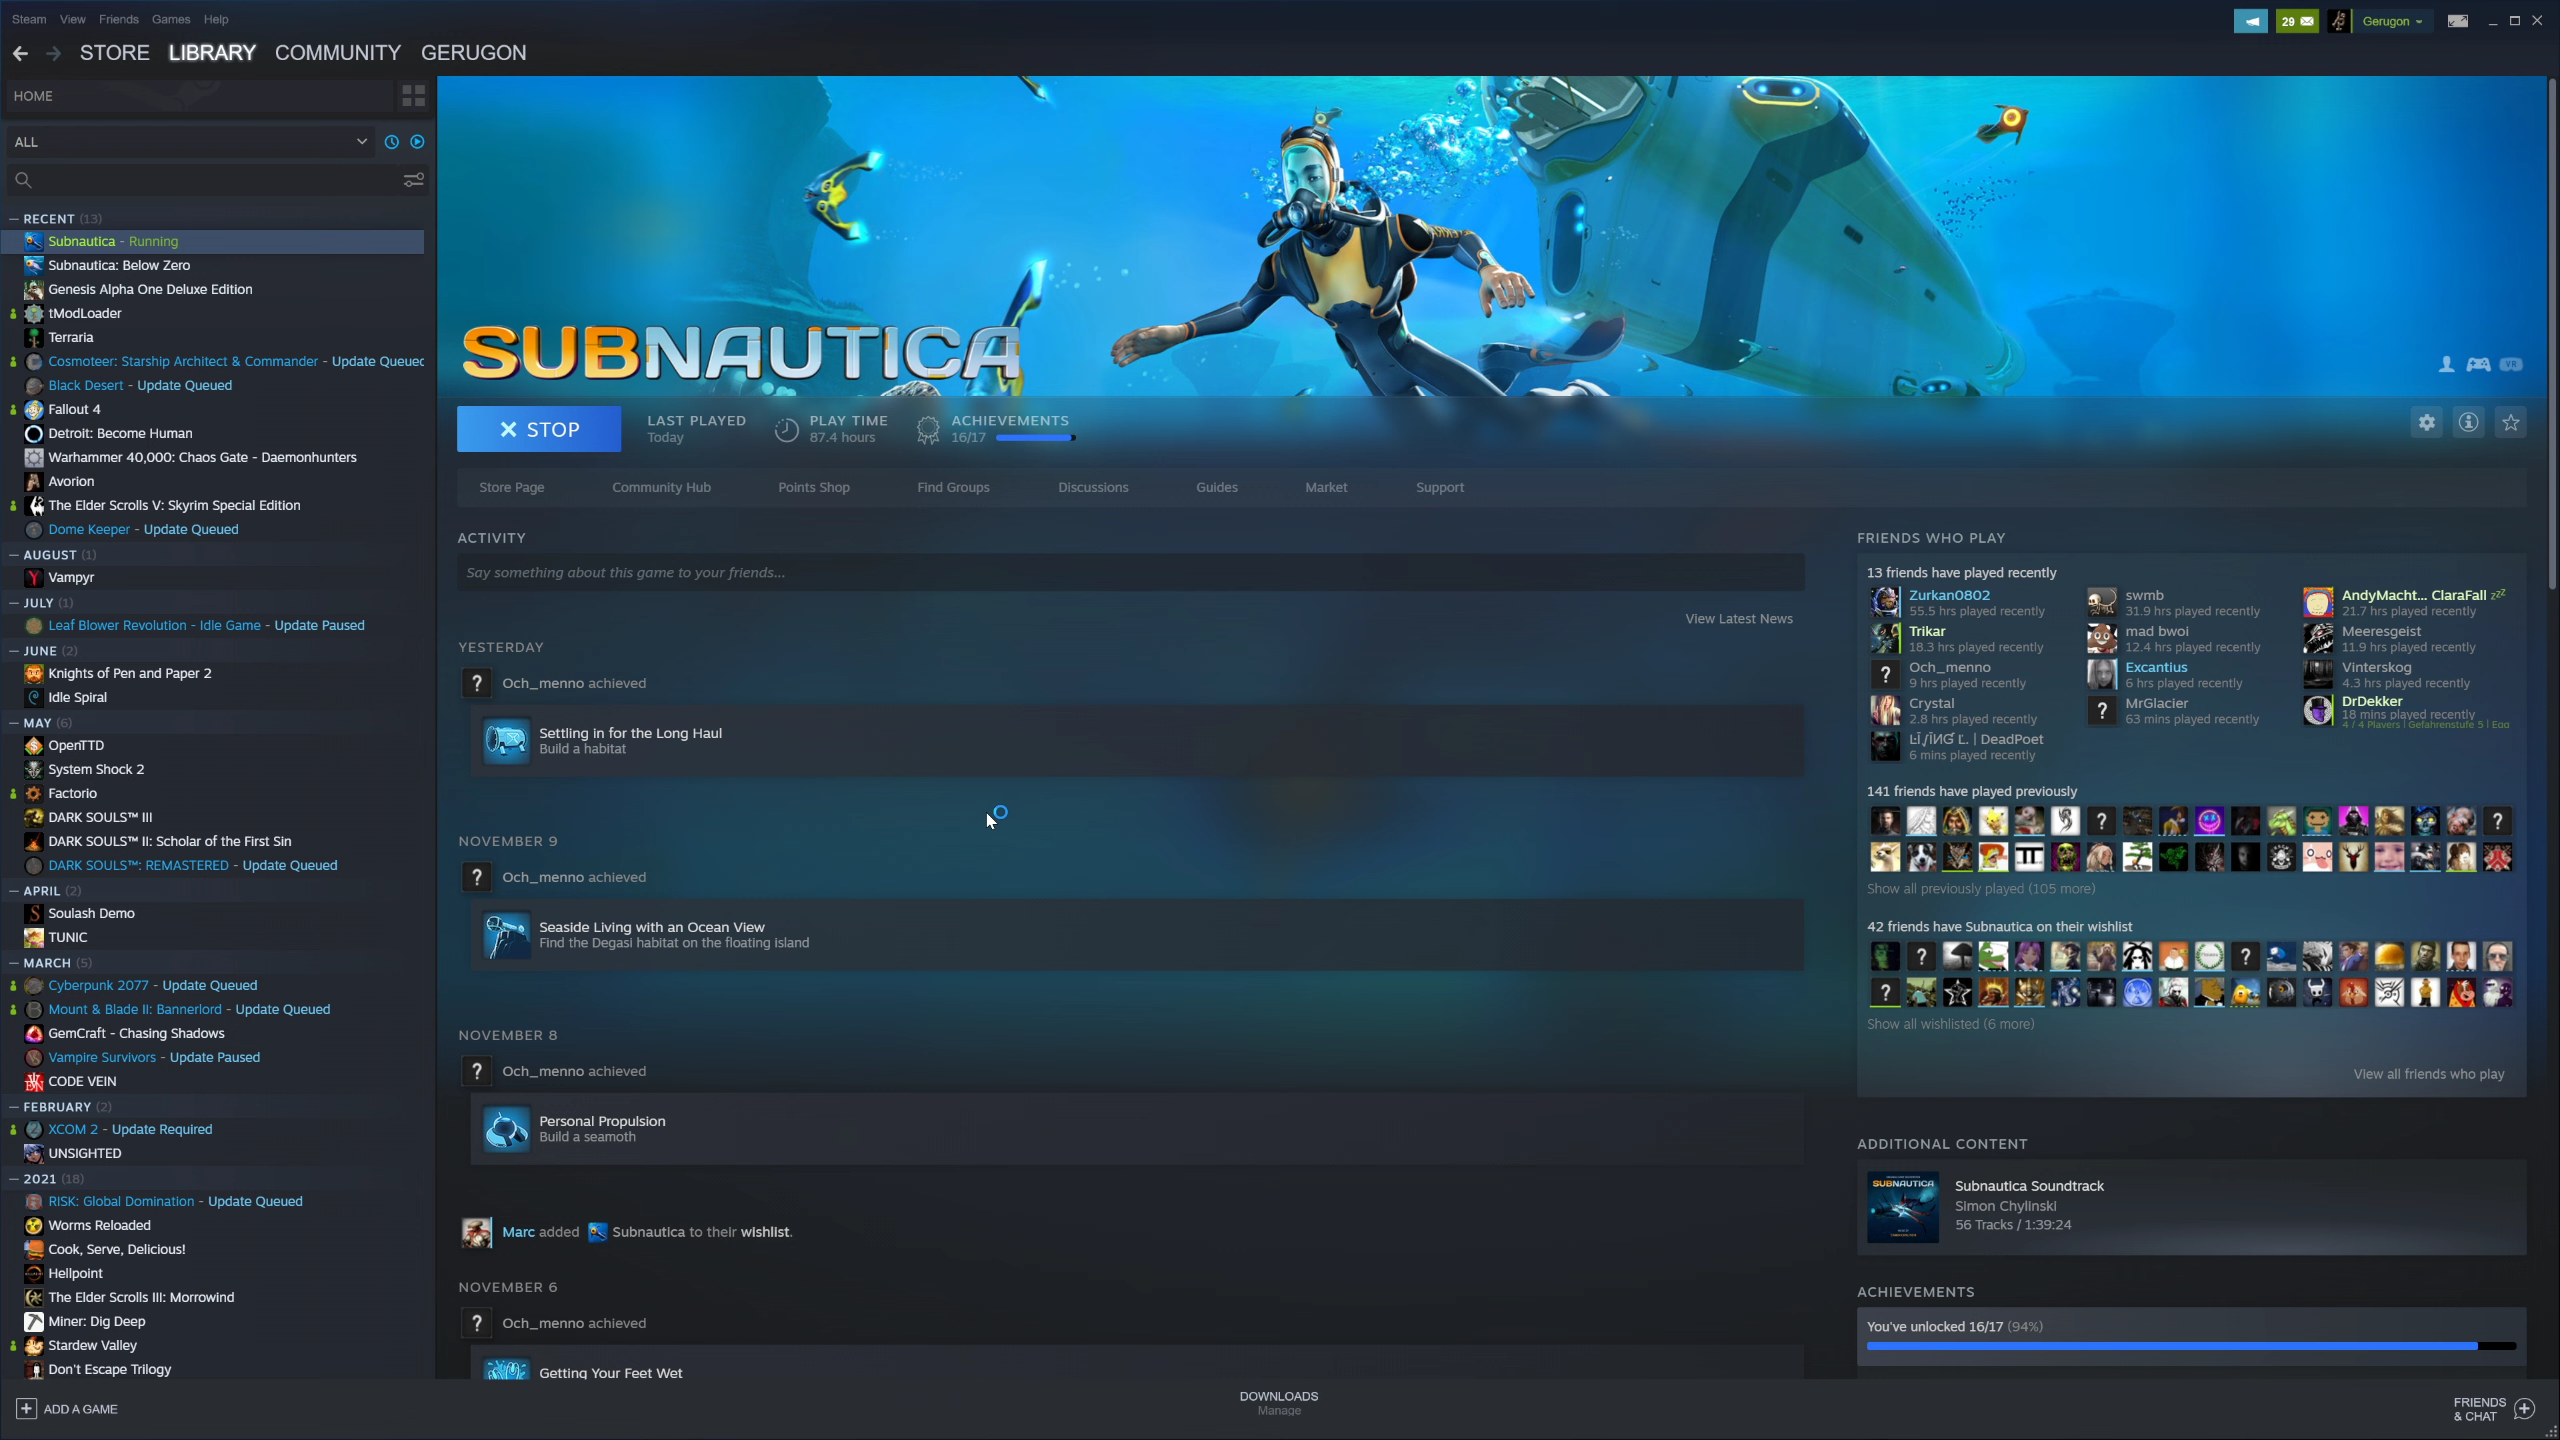 Steam View Friends Games Help
29 Gerugon
STORE LIBRARY COMMUNITY GERUGON
HOME
ALL
— RECENT (13)
Subnautica - Running
Subnautica: Below Zero
Genesis Alpha One Deluxe Edition
tModLoader
Terraria
Cosmoteer: Starship Architect & Commander - Update Queued
Black Desert - Update Queued
Fallout 4
Detroit: Become Human
Warhammer 40,000: Chaos Gate - Daemonhunters
Avorion
The Elder Scrolls V: Skyrim Special Edition
Dome Keeper - Update Queued
— AUGUST (1)
Vampyr
— JULY (1)
Leaf Blower Revolution - Idle Game - Update Paused
— JUNE (2)
Knights of Pen and Paper 2
Idle Spiral
— MAY (6)
OpenTTD
System Shock 2
Factorio
DARK SOULS™ III
DARK SOULS™ II: Scholar of the First Sin
DARK SOULS™: REMASTERED - Update Queued
— APRIL (2)
Soulash Demo
TUNIC
— MARCH (5)
Cyberpunk 2077 - Update Queued
Mount & Blade II: Bannerlord - Update Queued
GemCraft - Chasing Shadows
Vampire Survivors - Update Paused
CODE VEIN
— FEBRUARY (2)
XCOM 2 - Update Required
UNSIGHTED
— 2021 (18)
RISK: Global Domination - Update Queued
Worms Reloaded
Cook, Serve, Delicious!
Hellpoint
The Elder Scrolls III: Morrowind
Miner: Dig Deep
Stardew Valley
Don't Escape Trilogy
ADD A GAME
SUBNAUTICA
VR
STOP
LAST PLAYED
Today
PLAY TIME
87.4 hours
ACHIEVEMENTS
16/17
Store Page Community Hub Points Shop Find Groups Discussions Guides Market Support
ACTIVITY
Say something about this game to your friends...
View Latest News
YESTERDAY
Och_menno achieved
Settling in for the Long Haul
Build a habitat
NOVEMBER 9
Och_menno achieved
Seaside Living with an Ocean View
Find the Degasi habitat on the floating island
NOVEMBER 8
Och_menno achieved
Personal Propulsion
Build a seamoth
Marc added Subnautica to their wishlist.
NOVEMBER 6
Och_menno achieved
Getting Your Feet Wet
FRIENDS WHO PLAY
13 friends have played recently
Zurkan0802
55.5 hrs played recently
swmb
31.9 hrs played recently
AndyMacht... ClaraFall zzz
21.7 hrs played recently
Trikar
18.3 hrs played recently
mad bwoi
12.4 hrs played recently
Meeresgeist
11.9 hrs played recently
Och_menno
9 hrs played recently
Excantius
6 hrs played recently
Vinterskog
4.3 hrs played recently
Crystal
2.8 hrs played recently
MrGlacier
63 mins played recently
DrDekker
18 mins played recently
4 / 4 Players | Gefahrenstufe 5 | Egg
| DeadPoet
6 mins played recently
141 friends have played previously
Show all previously played (105 more)
42 friends have Subnautica on their wishlist
Show all wishlisted (6 more)
View all friends who play
ADDITIONAL CONTENT
SUBNAUTICA
Subnautica Soundtrack
Simon Chylinski
56 Tracks / 1:39:24
ACHIEVEMENTS
You've unlocked 16/17 (94%)
DOWNLOADS
Manage
FRIENDS
& CHAT